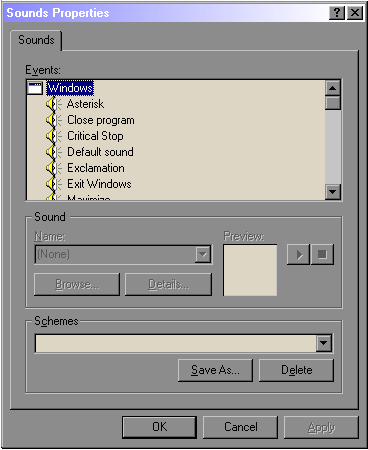 Sounds Properties
Sounds
Events:
Windows
Asterisk
Close program
Critical Stop
Default sound
Exclamation
Exit Windows
Maximize
Sound
Name:
Preview:
(None)
Browse...
Details...
Schemes
Save As...
Delete
OK
Cancel
Apply